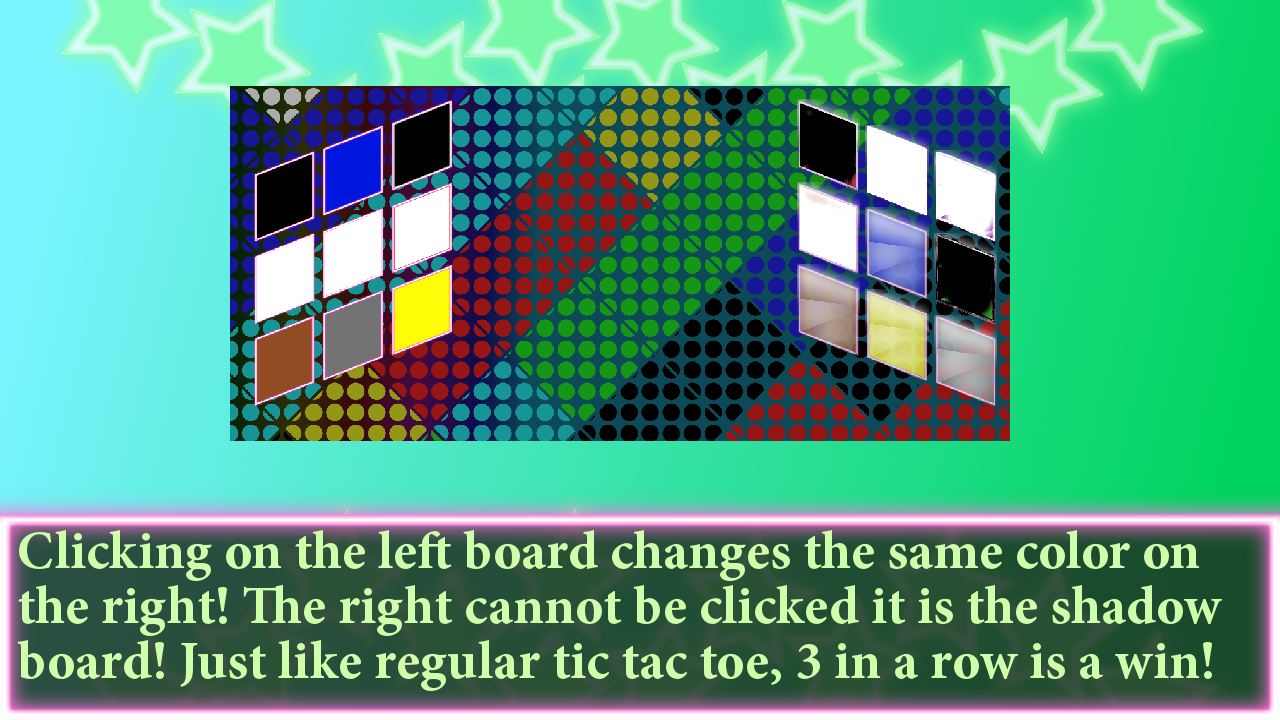 Clicking on the left board changes the same color on
the right! The right cannot be clicked it is the shadow
board! Just like regular tic tac toe, 3 in a row is a win!